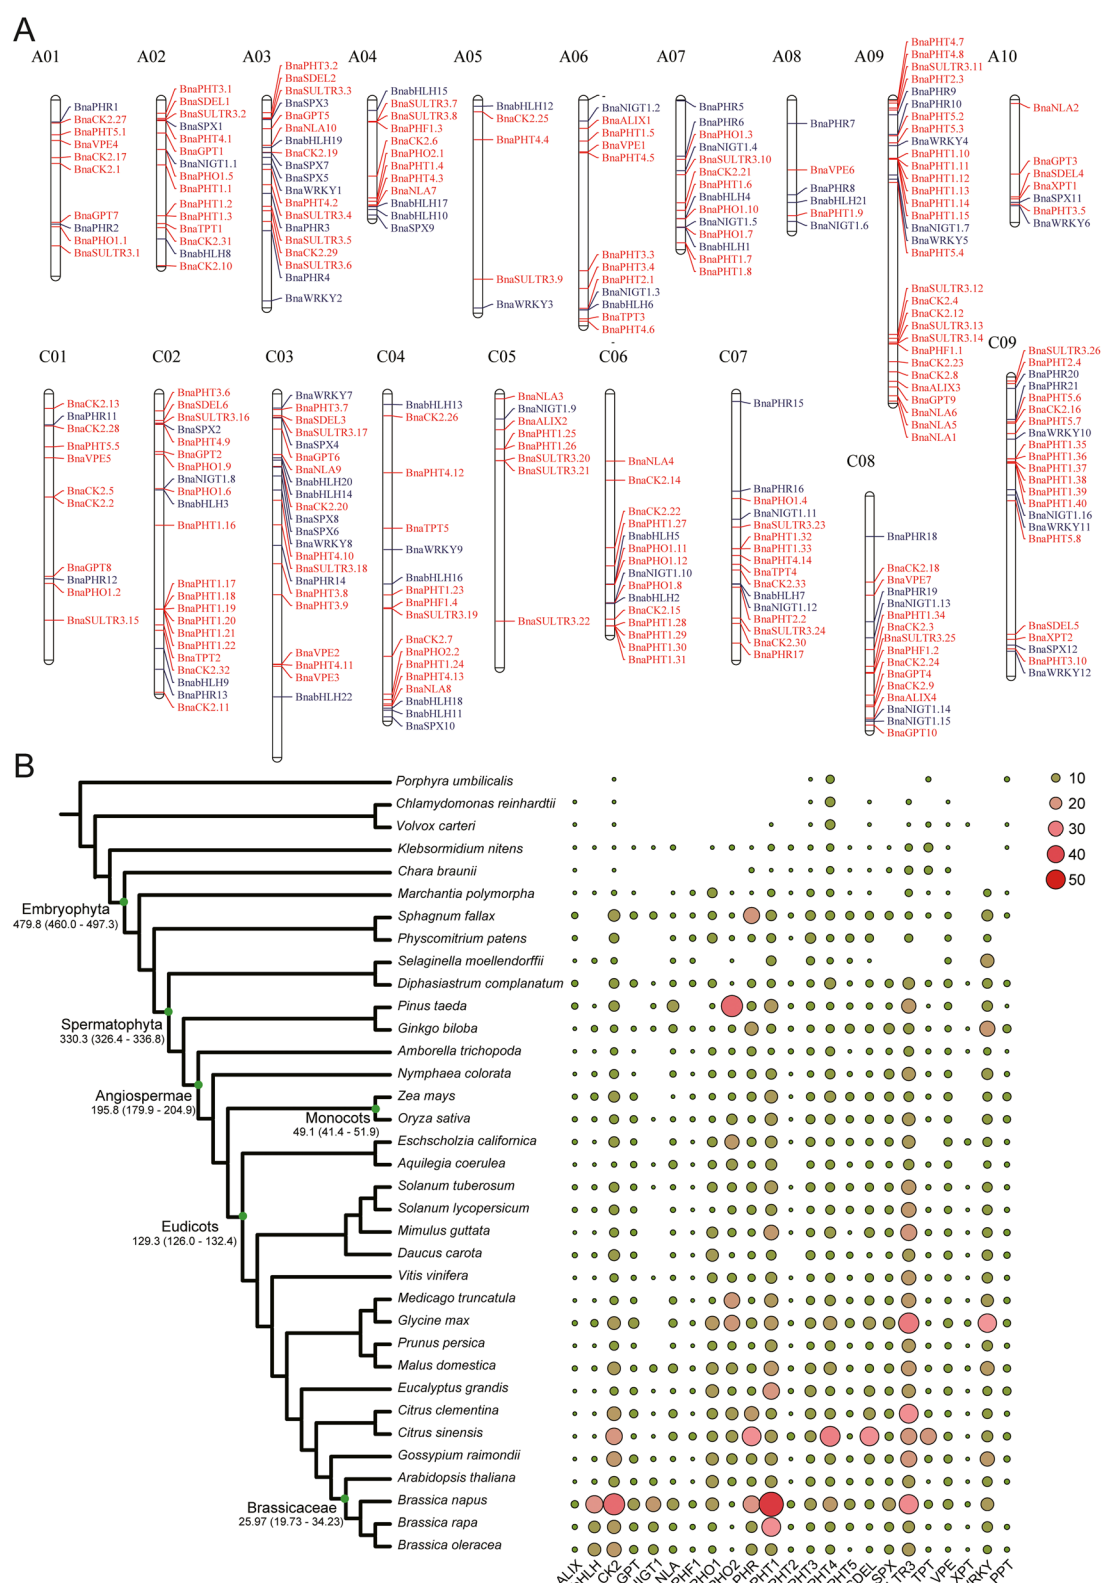 A
A01
A02
A03
A04
A05
A06
A07
A08
A09
A10
BnaPHR1
BnaCK2.27
BnaPHT5.1
BnaVPE4
BnaCK2.17
BnaCK2.1
BnaGPT7
BnaPHR2
BnaPHO1.1
BnaSULTR3.1
BnaPHT3.1
BnaSDEL1
BnaSULTR3.2
BnaSPX1
BnaPHT4.1
BnaGPT1
BnaNIGT1.1
BnaPHO1.5
BnaPHT1.1
BnaPHT1.2
BnaPHT1.3
BnaTPT1
BnaCK2.31
BnabHLH8
BnaCK2.10
BnaPHT3.2
BnaSDEL2
BnaSULTR3.3
BnaSPX3
BnaGPT5
BnaNLA10
BnabHLH19
BnaCK2.19
BnaSPX7
BnaSPX5
BnaWRKY1
BnaPHT4.2
BnaSULTR3.4
BnaPHR3
BnaSULTR3.5
BnaCK2.29
BnaSULTR3.6
BnaPHR4
BnaWRKY2
BnabHLH15
BnaSULTR3.7
BnaSULTR3.8
BnaPHF1.3
BnaCK2.6
BnaPHO2.1
BnaPHT1.4
BnaPHT4.3
BnaNLA7
BnabHLH17
BnabHLH10
BnaSPX9
BnabHLH12
BnaCK2.25
BnaPHT4.4
BnaSULTR3.9
BnaWRKY3
BnaNIGT1.2
BnaALIX1
BnaPHT1.5
BnaVPE1
BnaPHT4.5
BnaPHT3.3
BnaPHT3.4
BnaPHT2.1
BnaNIGT1.3
BnabHLH6
BnaTPT3
BnaPHT4.6
BnaPHR5
BnaPHR6
BnaPHO1.3
BnaNIGT1.4
BnaSULTR3.10
BnaCK2.21
BnaPHT1.6
BnabHLH4
BnaPHO1.10
BnaNIGT1.5
BnaPHO1.7
BnabHLH1
BnaPHT1.7
BnaPHT1.8
BnaPHR7
BnaVPE6
BnaPHR8
BnabHLH21
BnaPHT1.9
BnaNIGT1.6
BnaPHT4.7
BnaPHT4.8
BnaSULTR3.11
BnaPHT2.3
BnaPHR9
BnaPHR10
BnaPHT5.2
BnaPHT5.3
BnaWRKY4
BnaPHT1.10
BnaPHT1.11
BnaPHT1.12
BnaPHT1.13
BnaPHT1.14
BnaPHT1.15
BnaNIGT1.7
BnaWRKY5
BnaPHT5.4
BnaSULTR3.12
BnaCK2.4
BnaCK2.12
BnaSULTR3.13
BnaSULTR3.14
BnaPHF1.1
BnaCK2.23
BnaCK2.8
BnaALIX3
BnaGPT9
BnaNLA6
BnaNLA5
BnaNLA1
BnaNLA2
BnaGPT3
BnaSDEL4
BnaXPT1
BnaSPX11
BnaPHT3.5
BnaWRKY6
C01
C02
C03
C04
C05
C06
C07
C08
C09
BnaCK2.13
BnaPHR11
BnaCK2.28
BnaPHT5.5
BnaVPE5
BnaCK2.5
BnaCK2.2
BnaGPT8
BnaPHR12
BnaPHO1.2
BnaSULTR3.15
BnaPHT3.6
BnaSDEL6
BnaSULTR3.16
BnaSPX2
BnaPHT4.9
BnaGPT2
BnaPHO1.9
BnaNIGT1.8
BnaPHO1.6
BnabHLH3
BnaPHT1.16
BnaPHT1.17
BnaPHT1.18
BnaPHT1.19
BnaPHT1.20
BnaPHT1.21
BnaPHT1.22
BnaTPT2
BnaCK2.32
BnabHLH9
BnaPHR13
BnaCK2.11
BnaWRKY7
BnaPHT3.7
BnaSDEL3
BnaSULTR3.17
BnaSPX4
BnaGPT6
BnaNLA9
BnabHLH20
BnabHLH14
BnaCK2.20
BnaSPX8
BnaSPX6
BnaWRKY8
BnaPHT4.10
BnaSULTR3.18
BnaPHR14
BnaPHT3.8
BnaPHT3.9
BnaVPE2
BnaPHT4.11
BnaVPE3
BnabHLH22
BnabHLH13
BnaCK2.26
BnaPHT4.12
BnaTPT5
BnaWRKY9
BnabHLH16
BnaPHT1.23
BnaPHF1.4
BnaSULTR3.19
BnaCK2.7
BnaPHO2.2
BnaPHT1.24
BnaPHT4.13
BnaNLA8
BnabHLH18
BnabHLH11
BnaSPX10
BnaNLA3
BnaNIGT1.9
BnaALIX2
BnaPHT1.25
BnaPHT1.26
BnaSULTR3.20
BnaSULTR3.21
BnaSULTR3.22
BnaNLA4
BnaCK2.14
BnaCK2.22
BnaPHT1.27
BnabHLH5
BnaPHO1.11
BnaPHO1.12
BnaNIGT1.10
BnaPHO1.8
BnabHLH2
BnaCK2.15
BnaPHT1.28
BnaPHT1.29
BnaPHT1.30
BnaPHT1.31
BnaPHR15
BnaPHR16
BnaPHO1.4
BnaNIGT1.11
BnaSULTR3.23
BnaPHT1.32
BnaPHT1.33
BnaPHT4.14
BnaTPT4
BnaCK2.33
BnabHLH7
BnaNIGT1.12
BnaPHT2.2
BnaSULTR3.24
BnaCK2.30
BnaPHR17
BnaPHR18
BnaCK2.18
BnaVPE7
BnaPHR19
BnaNIGT1.13
BnaPHT1.34
BnaCK2.3
BnaSULTR3.25
BnaPHF1.2
BnaCK2.24
BnaGPT4
BnaCK2.9
BnaALIX4
BnaNIGT1.14
BnaNIGT1.15
BnaGPT10
BnaSULTR3.26
BnaPHT2.4
BnaPHR20
BnaPHR21
BnaPHT5.6
BnaCK2.16
BnaPHT5.7
BnaWRKY10
BnaPHT1.35
BnaPHT1.36
BnaPHT1.37
BnaPHT1.38
BnaPHT1.39
BnaPHT1.40
BnaNIGT1.16
BnaWRKY11
BnaPHT5.8
BnaSDEL5
BnaXPT2
BnaSPX12
BnaPHT3.10
BnaWRKY12
B
Porphyra umbilicalis
Chlamydomonas reinhardtii
Volvox carteri
Klebsormidium nitens
Chara braunii
Marchantia polymorpha
Sphagnum fallax
Physcomitrium patens
Selaginella moellendorffii
Diphasiastrum complanatum
Pinus taeda
Ginkgo biloba
Amborella trichopoda
Nymphaea colorata
Zea mays
Oryza sativa
Eschscholzia californica
Aquilegia coerulea
Solanum tuberosum
Solanum lycopersicum
Mimulus guttata
Daucus carota
Vitis vinifera
Medicago truncatula
Glycine max
Prunus persica
Malus domestica
Eucalyptus grandis
Citrus clementina
Citrus sinensis
Gossypium raimondii
Arabidopsis thaliana
Brassica napus
Brassica rapa
Brassica oleracea
Embryophyta
479.8 (460.0 - 497.3)
Spermatophyta
330.3 (326.4 - 336.8)
Angiospermae
195.8 (179.9 - 204.9)
Monocots
49.1 (41.4 - 51.9)
Eudicots
129.3 (126.0 - 132.4)
Brassicaceae
25.97 (19.73 - 34.23)
10
20
30
40
50
ALIX
CK2
GPT
NLA
PHF1
PHO1
PHR
SDEL
SPX
TPT
VPE
XPT
PPT